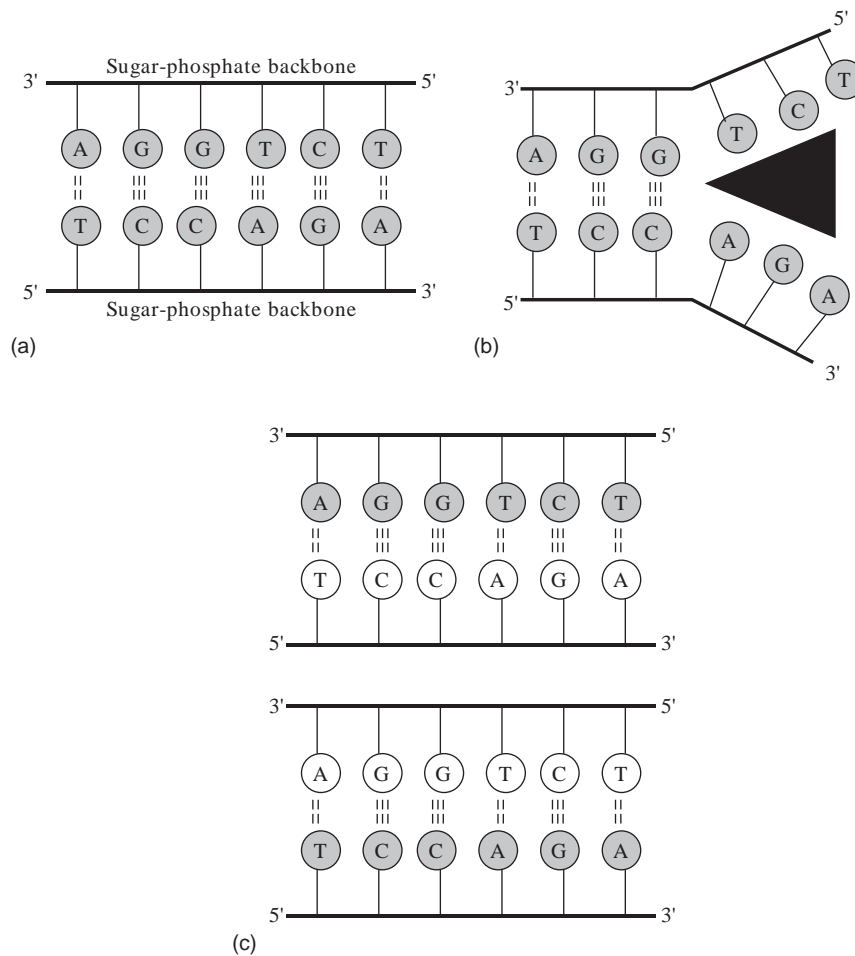 Sugar-phosphate backbone
3' 5'
A G G T C T
T C C A G A
5' 3'
Sugar-phosphate backbone
(a)
5'
3'
T
C
T
A G G
T C C
A
G
A
5'
3'
(b)
3' 5'
A G G T C T
T C C A G A
5' 3'
3' 5'
A G G T C T
T C C A G A
5' 3'
(c)